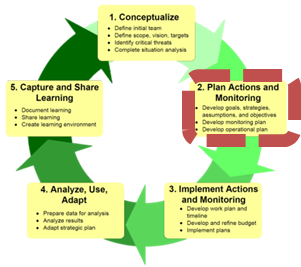 1. Conceptualize
• Define initial team
• Define scope, vision, targets
• Identify critical threats
• Complete situation analysis
2. Plan Actions and
Monitoring
• Develop goals, strategies,
assumptions, and objectives
• Develop monitoring plan
• Develop operational plan
3. Implement Actions
and Monitoring
• Develop work plan and
timeline
• Develop and refine budget
• Implement plans
4. Analyze, Use,
Adapt
• Prepare data for analysis
• Analyze results
• Adapt strategic plan
5. Capture and Share
Learning
• Document learning
• Share learning
• Create learning environment